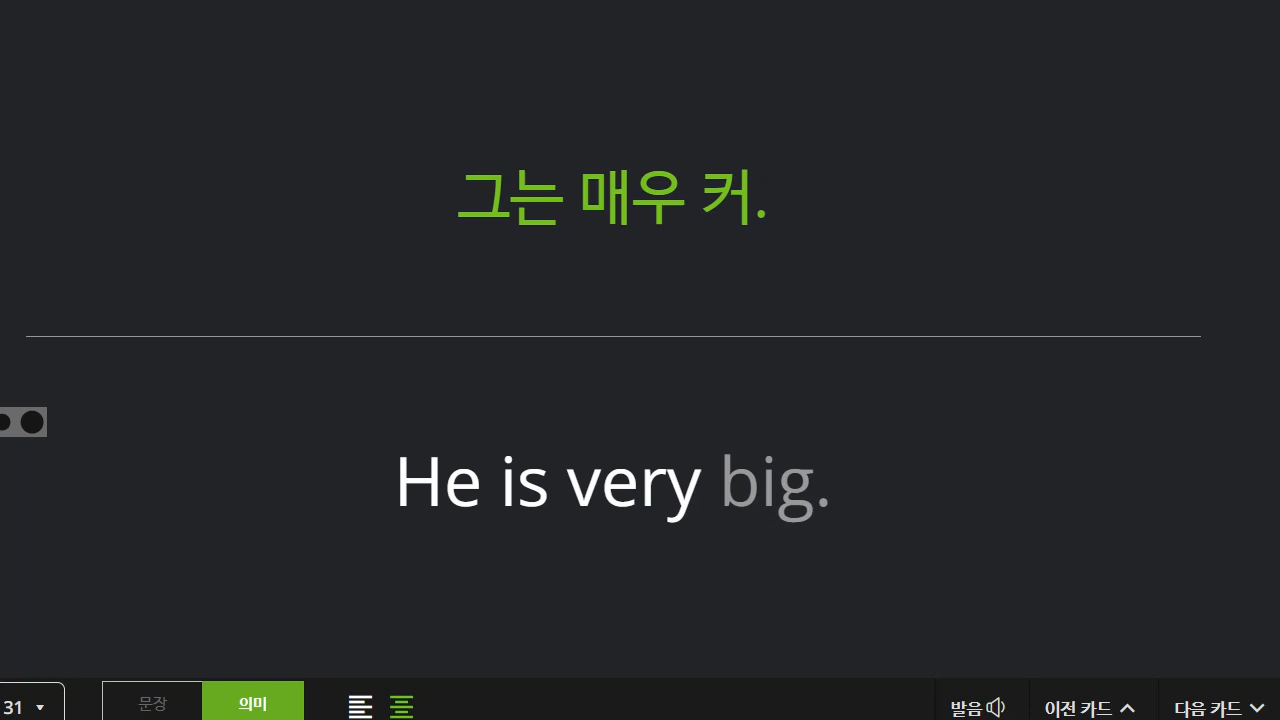 그는 매우 커.
He is very big.
31
문장
의미
발음
이전 카드
다음 카드